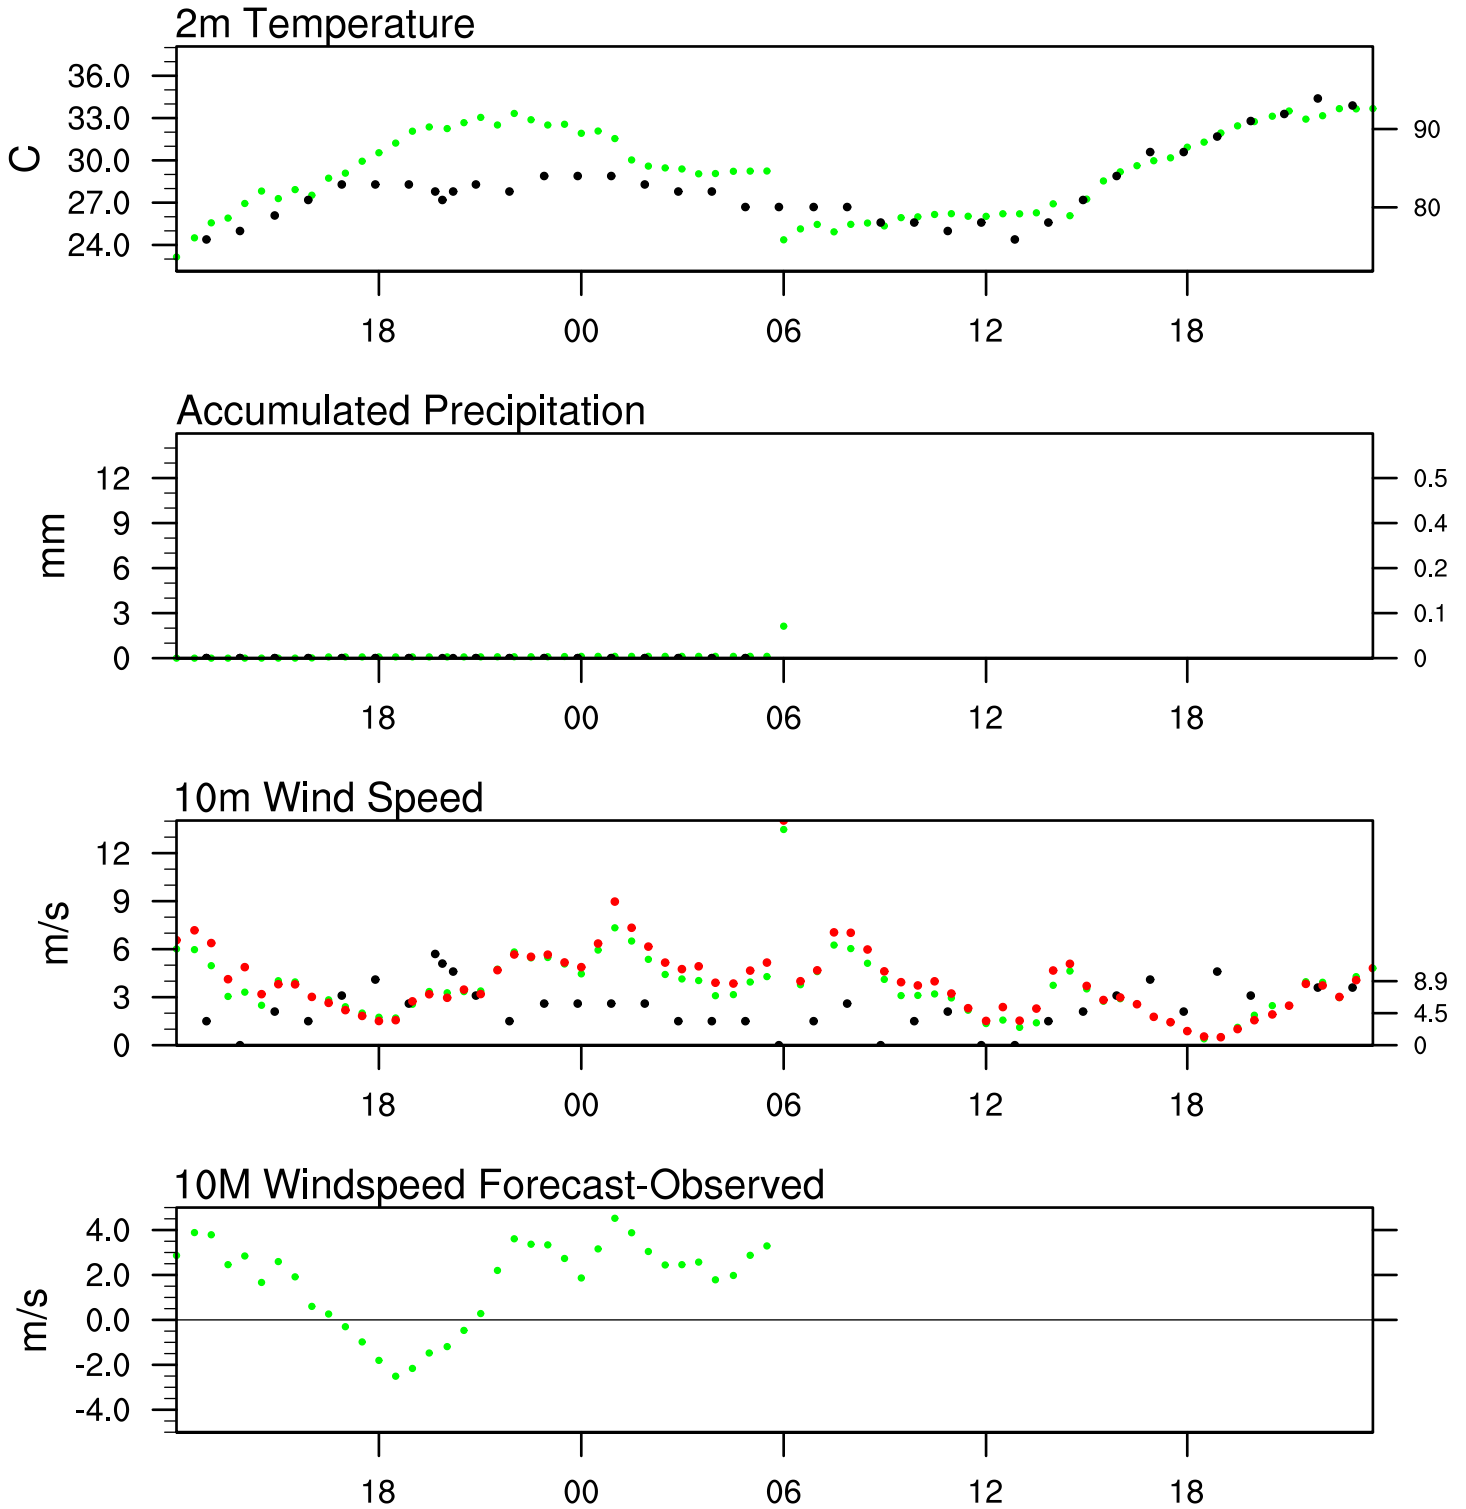 2m Temperature
36.0
33.0
30.0
27.0
24.0
C
90
80
18 00 06 12 18
Accumulated Precipitation
12
9
6
3
0
mm
0.5
0.4
0.2
0.1
0
18 00 06 12 18
10m Wind Speed
12
9
6
3
0
m/s
8.9
4.5
0
18 00 06 12 18
10M Windspeed Forecast-Observed
4.0
2.0
0.0
-2.0
-4.0
m/s
18 00 06 12 18